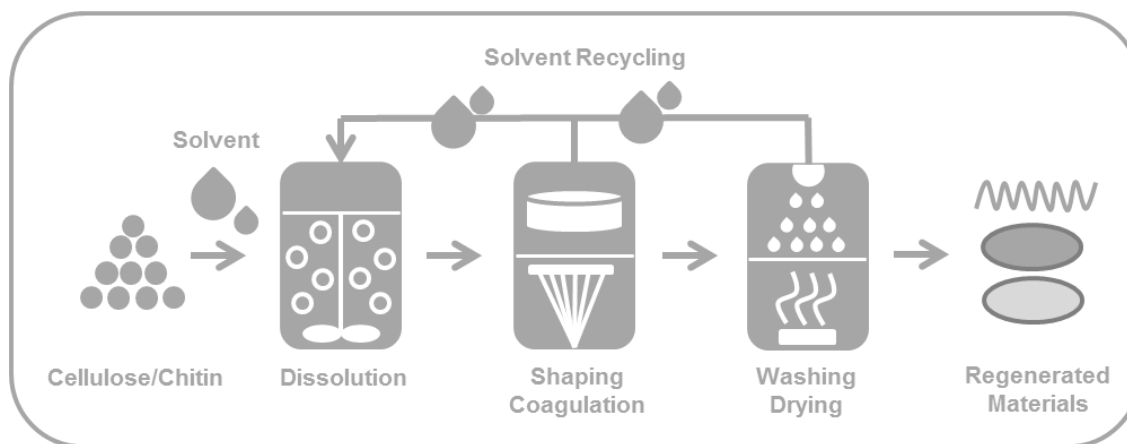 Solvent Recycling
Solvent
Cellulose/Chitin
Dissolution
Shaping
Coagulation
Washing
Drying
Regenerated
Materials